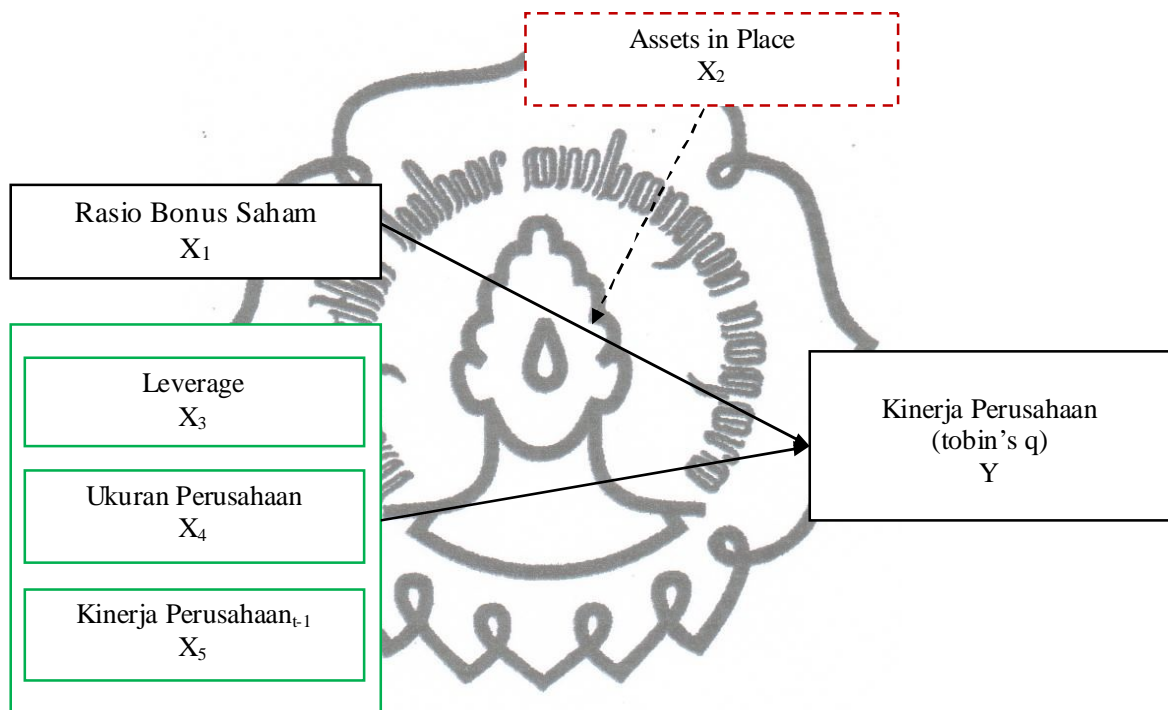 Assets in Place
X₂
Rasio Bonus Saham
X₁
Leverage
X₃
Ukuran Perusahaan
X₄
Kinerja Perusahaanₜ₋₁
X₅
Kinerja Perusahaan
(tobin’s q)
Y